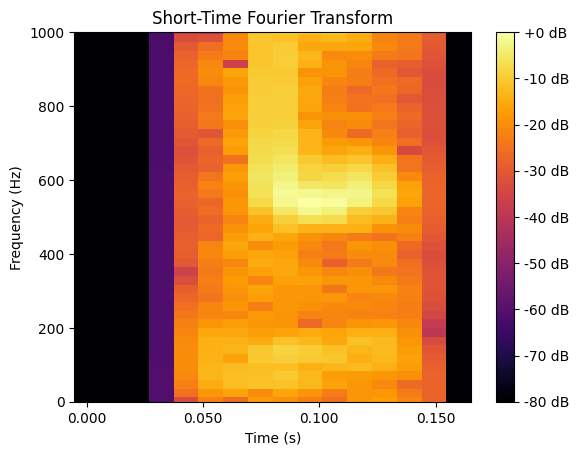 Short-Time Fourier Transform
1000
800
600
400
200
0
Frequency (Hz)
0.000
0.050
0.100
0.150
Time (s)
+0 dB
-10 dB
-20 dB
-30 dB
-40 dB
-50 dB
-60 dB
-70 dB
-80 dB